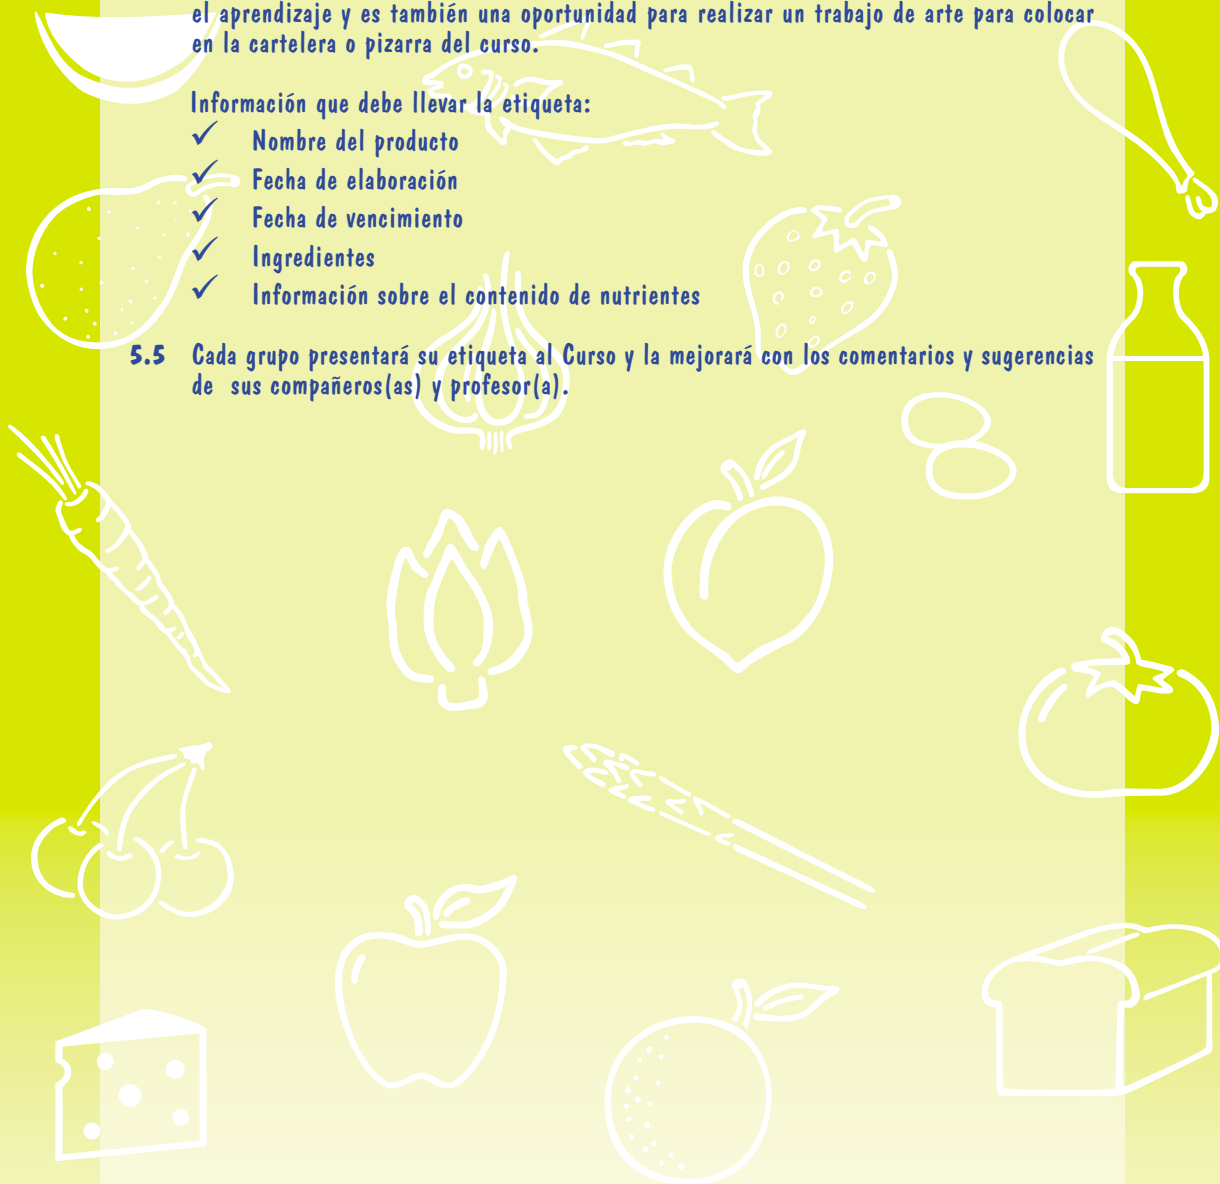 el aprendizaje y es también una oportunidad para realizar un trabajo de arte para colocar
en la cartelera o pizarra del curso.
Información que debe llevar la etiqueta:
✓ Nombre del producto
✓ Fecha de elaboración
✓ Fecha de vencimiento
✓ Ingredientes
✓ Información sobre el contenido de nutrientes
5.5 Cada grupo presentará su etiqueta al Curso y la mejorará con los comentarios y sugerencias
de sus compañeros(as) y profesor(a).